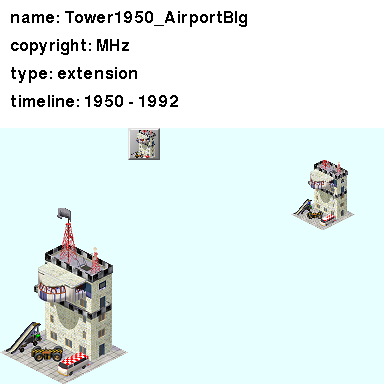 name: Tower1950_AirportBlg
copyright: MHz
type: extension
timeline: 1950 - 1992